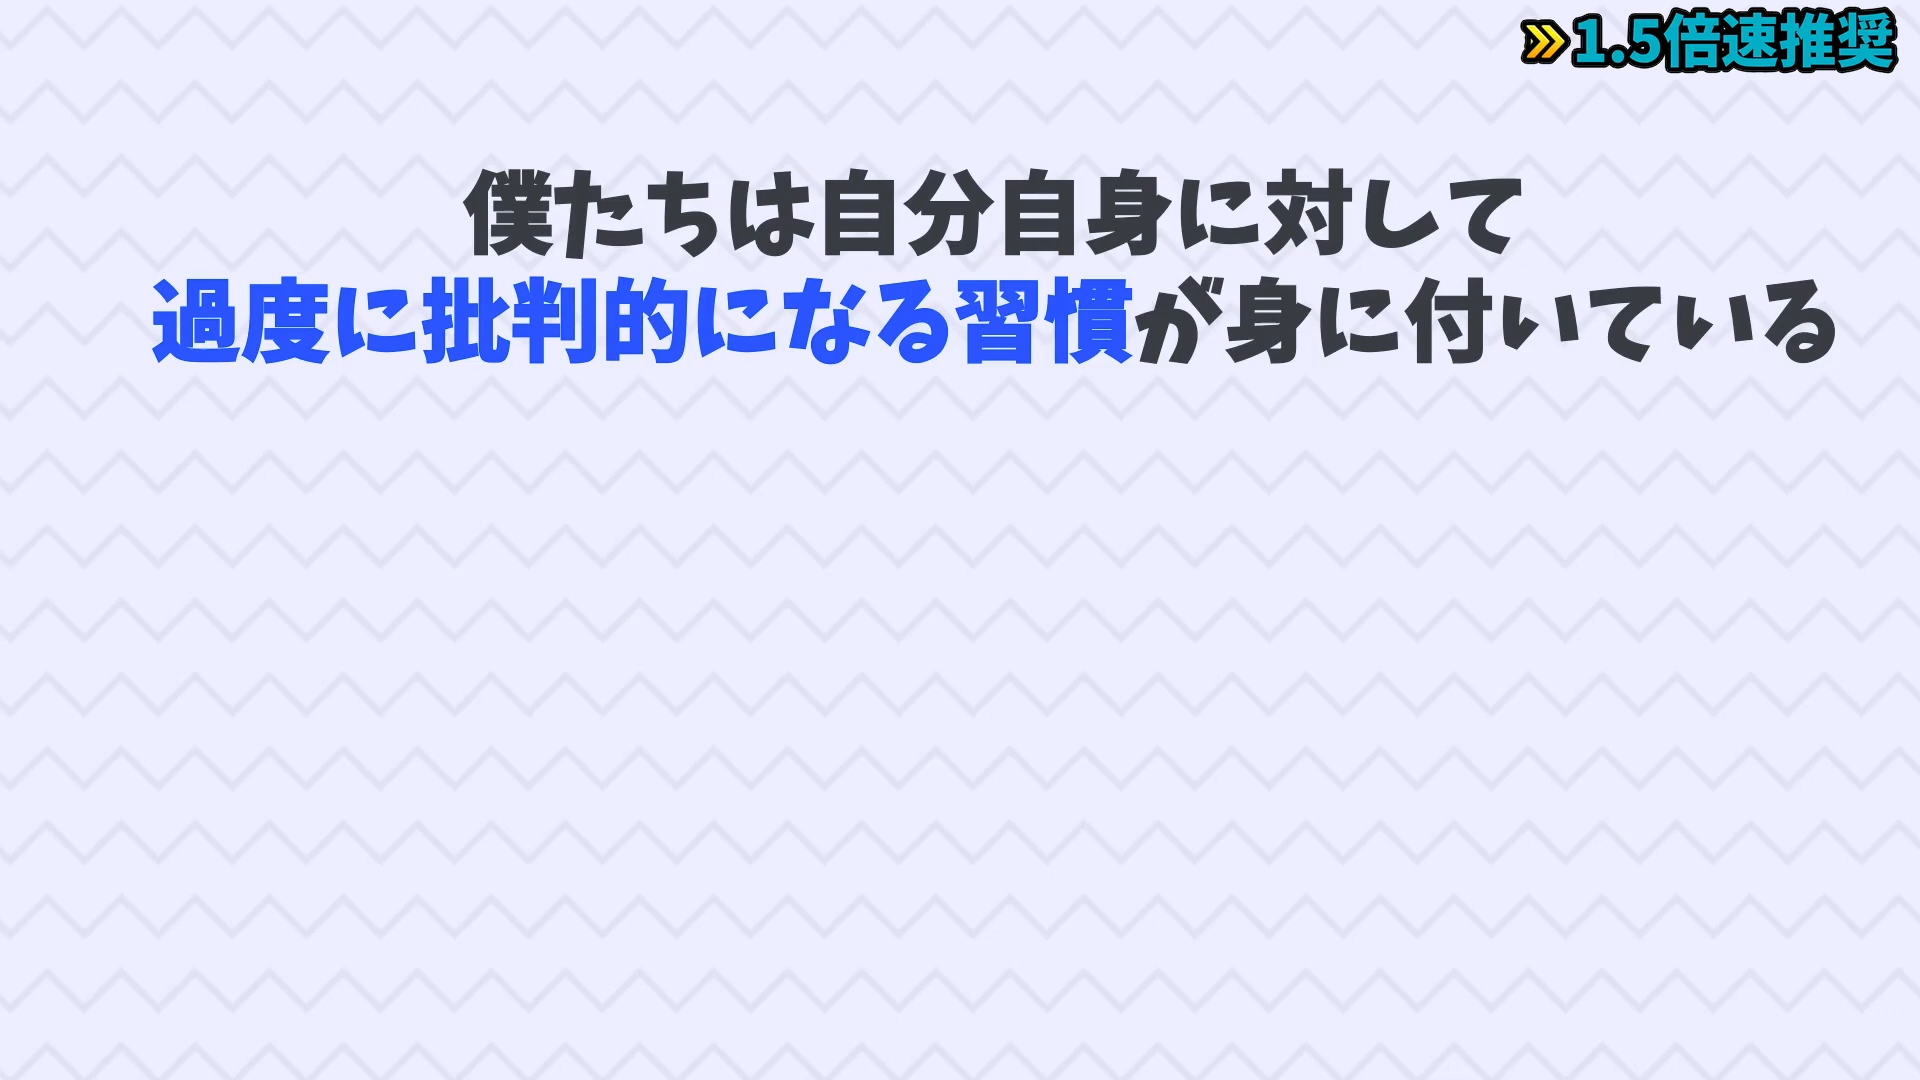 »1.5倍速推奨
僕たちは自分自身に対して
過度に批判的になる習慣が身に付いている